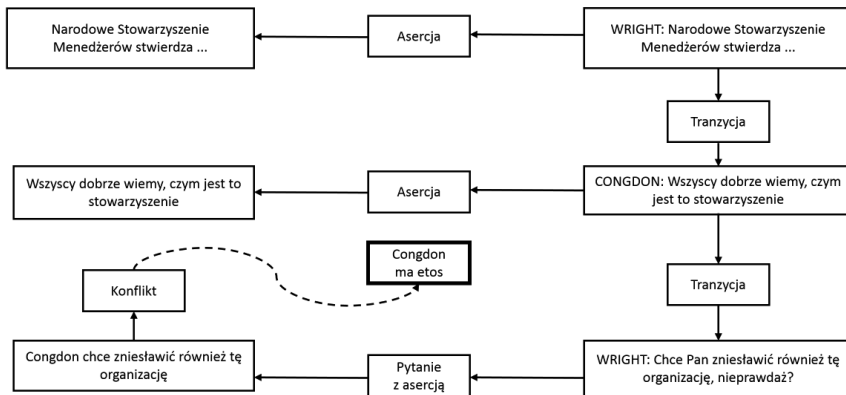 Narodowe Stowarzyszenie
Menedżerów stwierdza ...
Asercja
WRIGHT: Narodowe Stowarzyszenie
Menedżerów stwierdza ...
Tranzycja
Wszyscy dobrze wiemy, czym jest to
stowarzyszenie
Asercja
CONGDON: Wszyscy dobrze wiemy, czym
jest to stowarzyszenie
Congdon
ma etos
Konflikt
Tranzycja
Congdon chce zniesławić również tę
organizację
Pytanie
z asercją
WRIGHT: Chce Pan zniesławić również tę
organizację, nieprawdaż?